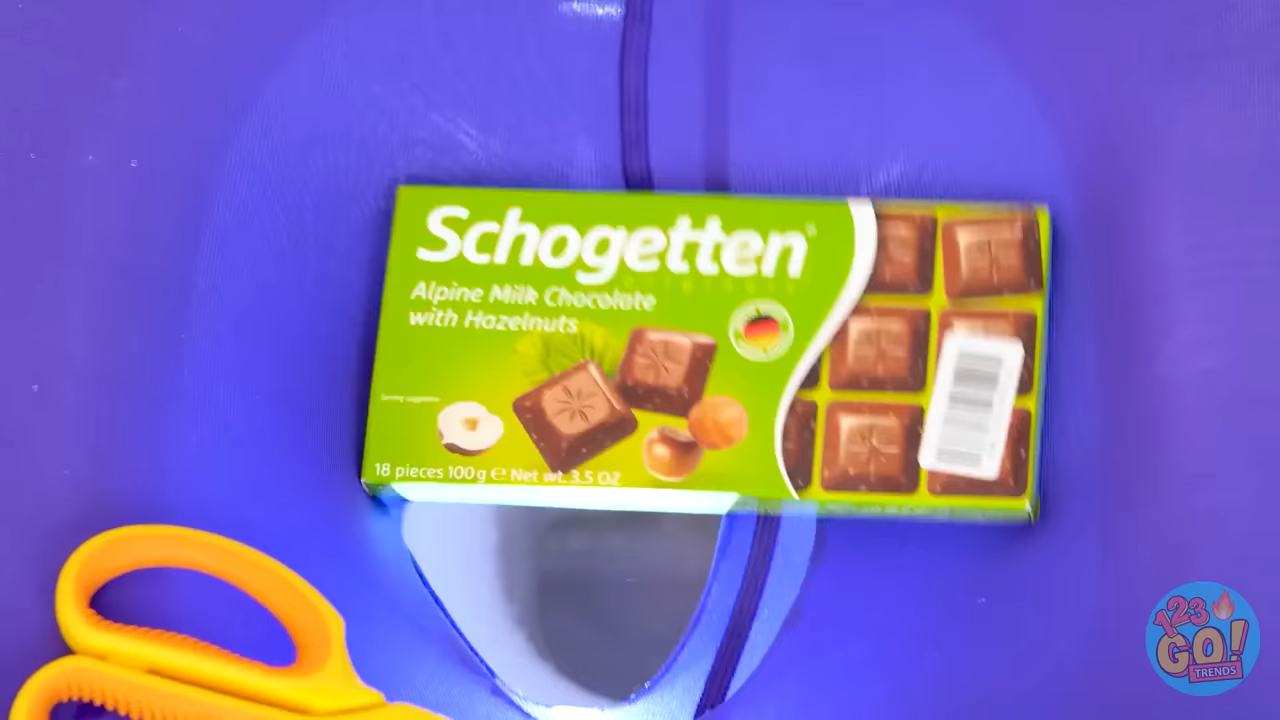 Schogetten
Alpine Milk Chocolate
with Hazelnuts
18 pieces 100g e Net wt. 3.5 OZ
123
GO!
TRENDS